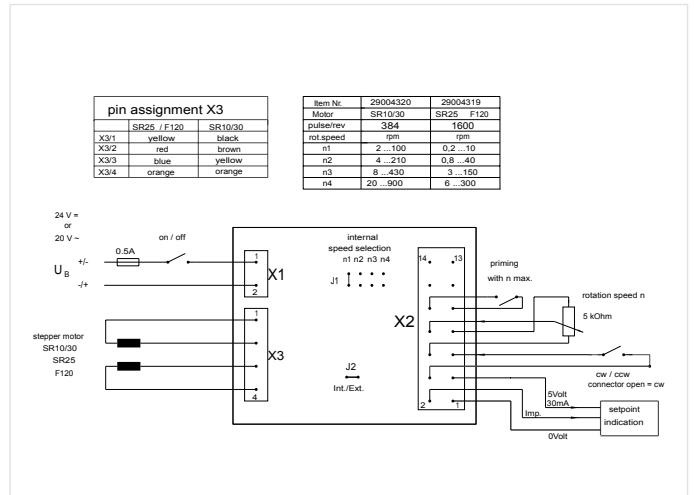 pin assignment X3
SR25 / F120 SR10/30
X3/1 yellow black
X3/2 red brown
X3/3 blue yellow
X3/4 orange orange
Item Nr. 29004320 29004319
Motor SR10/30 SR25 F120
pulse/rev 384 1600
rot.speed rpm rpm
n1 2 ...100 0,2 ...10
n2 4 ...210 0,8 ...40
n3 8 ...430 3 ...150
n4 20 ...900 6 ...300
24 V =
or
20 V ~
0.5A
on / off
U B
+/-
-/+
1
X1
2
internal
speed selection
n1 n2 n3 n4
J1
14 13
X2
2 1
priming
with n max.
rotation speed n
5 kOhm
stepper motor
SR10/30
SR25
F120
1
X3
4
J2
Int./Ext.
cw / ccw
connector open = cw
5Volt
30mA
Imp.
0Volt
setpoint
indication